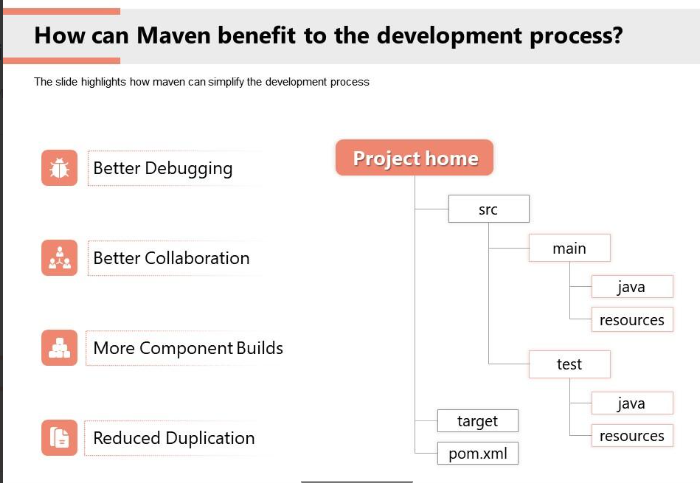 How can Maven benefit to the development process?
The slide highlights how maven can simplify the development process
Better Debugging
Better Collaboration
More Component Builds
Reduced Duplication
Project home
src
main
java
resources
test
java
resources
target
pom.xml